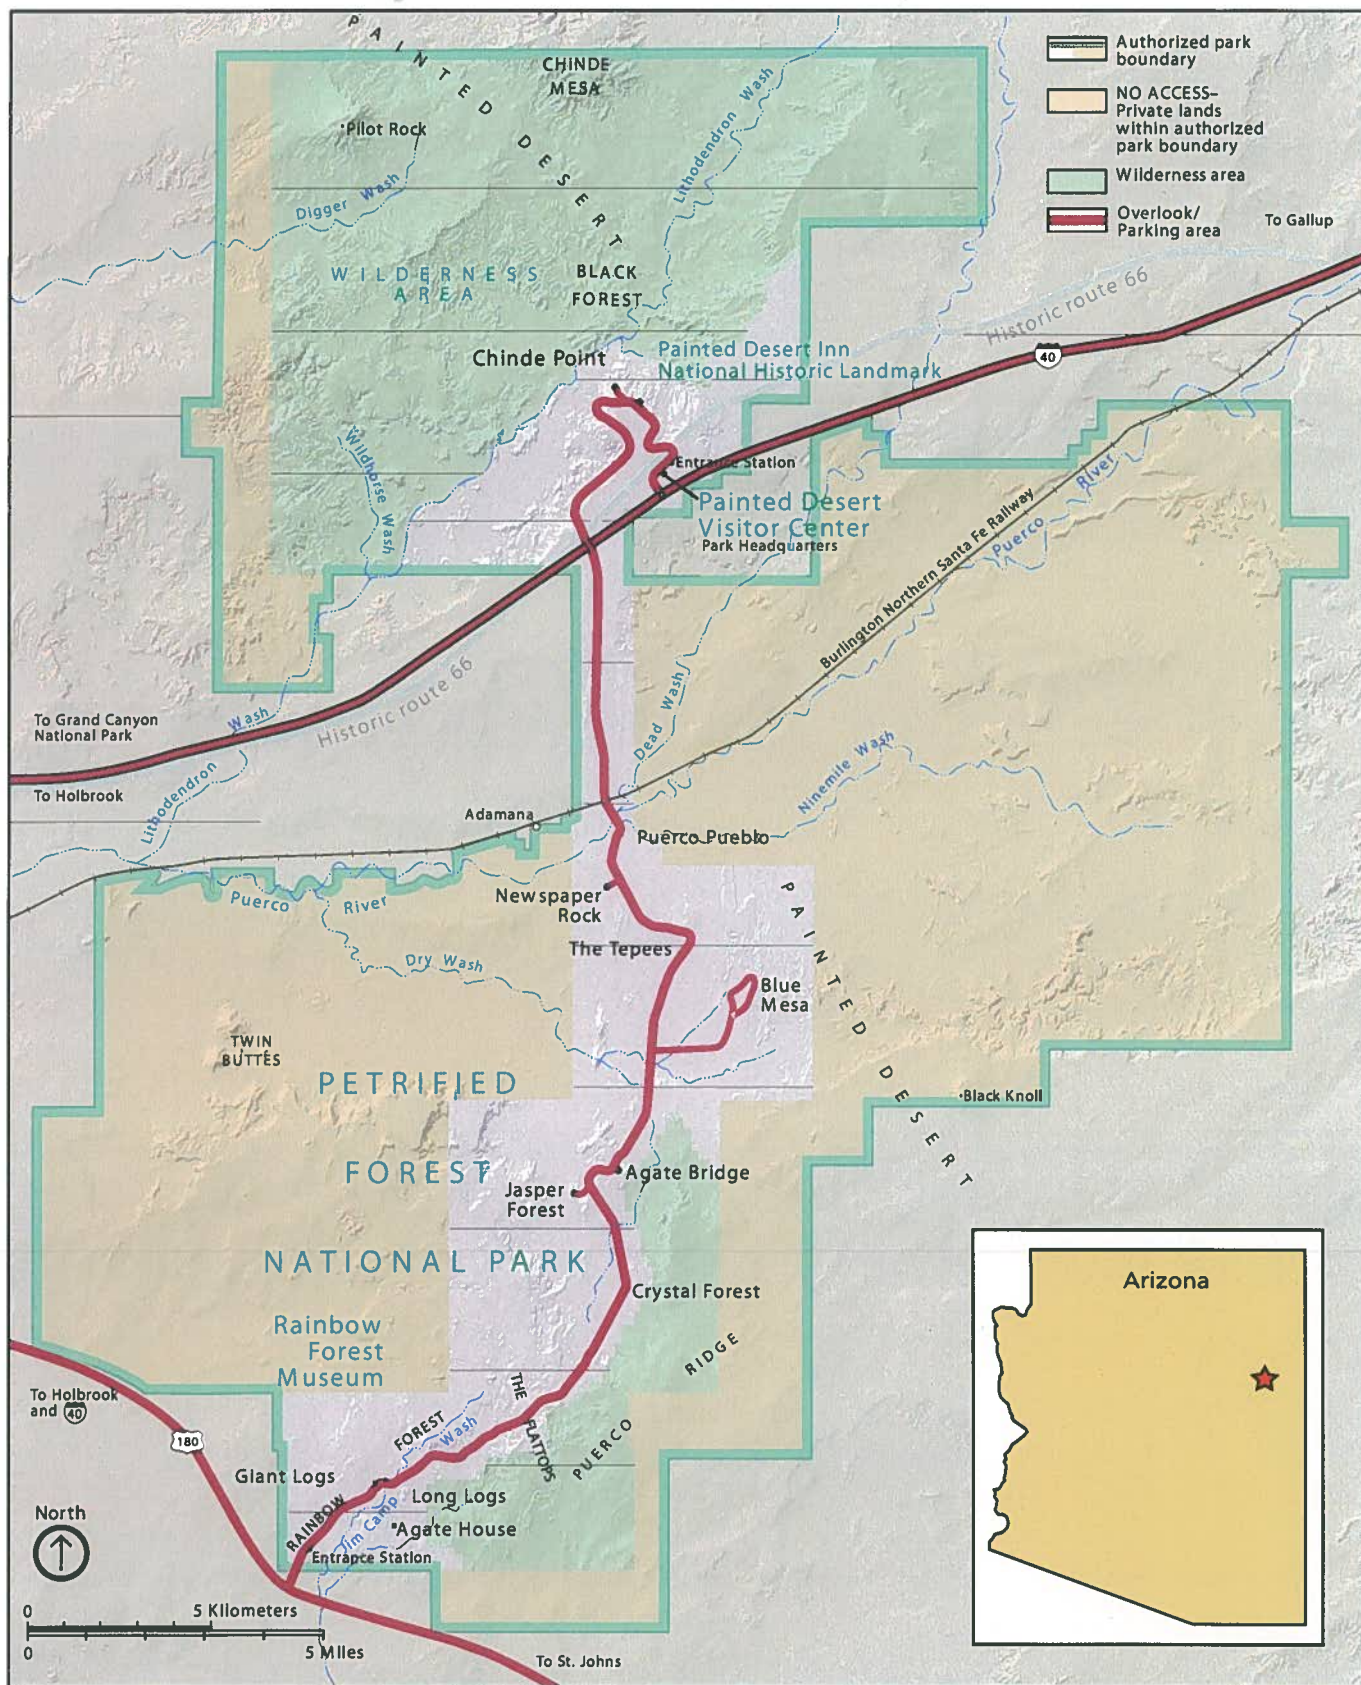 PAINTED DESERT
CHINDE
MESA
Pilot Rock
Lithodendron Wash
Digger Wash
WILDERNESS
AREA
BLACK
FOREST
Authorized park
boundary
NO ACCESS–
Private lands
within authorized
park boundary
Wilderness area
Overlook/
Parking area
To Gallup
Historic route 66
40
Chinde Point
Painted Desert Inn
National Historic Landmark
Wildhorse Wash
Entrance Station
Painted Desert
Visitor Center
Park Headquarters
Burlington Northern Santa Fe Railway
Puerco River
To Grand Canyon
National Park
Lithodendron Wash
Historic route 66
To Holbrook
Dead Wash
Ninemile Wash
Adamana
Puerco Pueblo
Puerco River
Newspaper
Rock
The Tepees
Dry Wash
Blue
Mesa
PAINTED DESERT
TWIN
BUTTES
PETRIFIED
FOREST
NATIONAL PARK
Black Knoll
Agate Bridge
Jasper
Forest
Crystal Forest
Rainbow
Forest
Museum
PUERCO RIDGE
THE FLATTOPS
To Holbrook
and 40
180
RAINBOW FOREST
Jim Camp Wash
Giant Logs
Long Logs
Agate House
Entrance Station
North
0 5 Kilometers
0 5 Miles
To St. Johns
Arizona